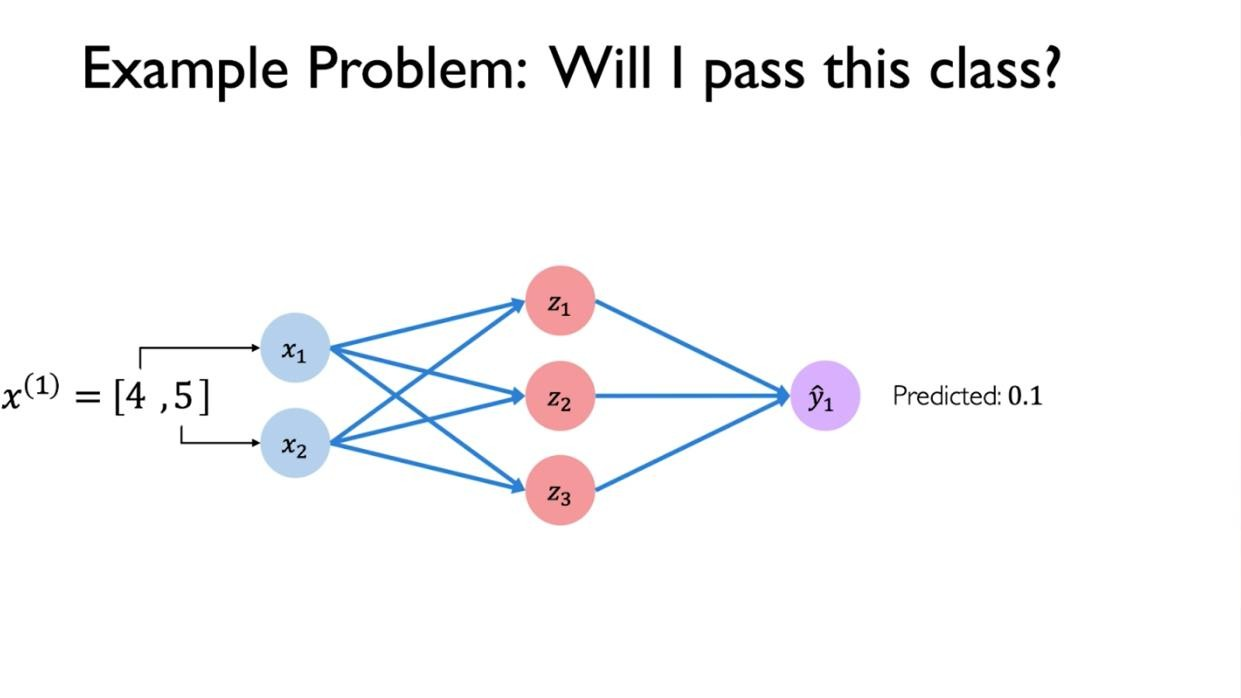 Example Problem: Will I pass this class?
x⁽¹⁾ = [4 ,5]
x₁
x₂
z₁
z₂
z₃
ŷ₁
Predicted: 0.1